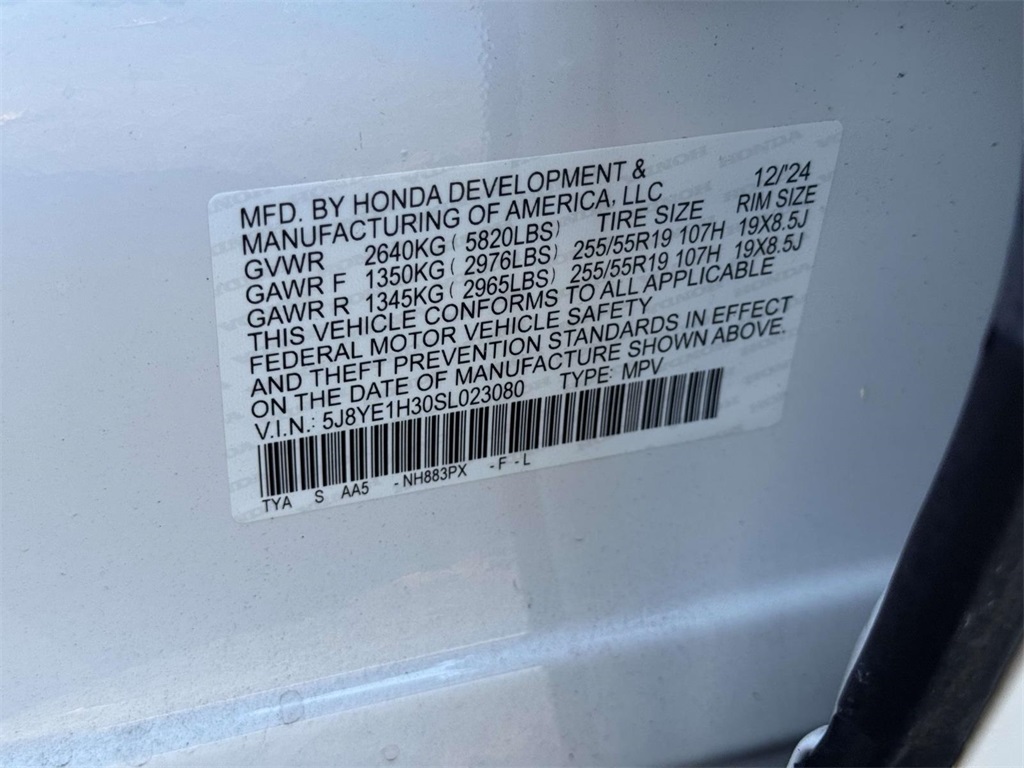 MFD. BY HONDA DEVELOPMENT & 12/'24
MANUFACTURING OF AMERICA, LLC
GVWR 2640KG ( 5820LBS) TIRE SIZE RIM SIZE
GAWR F 1350KG ( 2976LBS) 255/55R19 107H 19X8.5J
GAWR R 1345KG ( 2965LBS) 255/55R19 107H 19X8.5J
THIS VEHICLE CONFORMS TO ALL APPLICABLE
FEDERAL MOTOR VEHICLE SAFETY
AND THEFT PREVENTION STANDARDS IN EFFECT
ON THE DATE OF MANUFACTURE SHOWN ABOVE.
V.I.N.: 5J8YE1H30SL023080 TYPE: MPV
TYA S AA5 - NH883PX - F - L